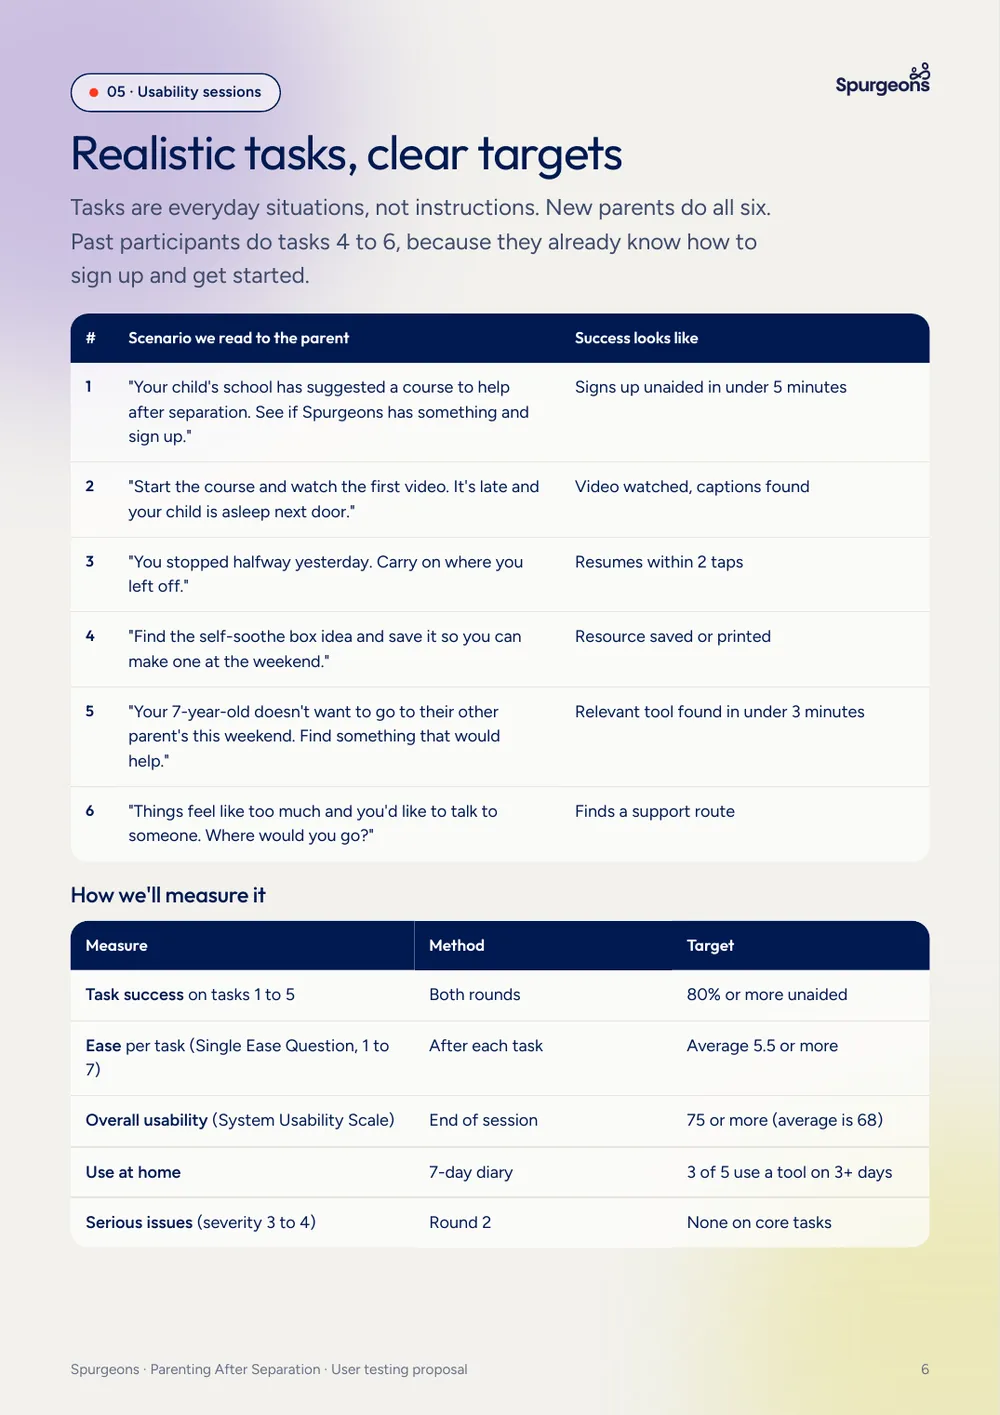 05 · Usability sessions
Spurgeons
Realistic tasks, clear targets
Tasks are everyday situations, not instructions. New parents do all six.
Past participants do tasks 4 to 6, because they already know how to
sign up and get started.
# Scenario we read to the parent Success looks like
1 "Your child's school has suggested a course to help Signs up unaided in under 5 minutes
after separation. See if Spurgeons has something and
sign up."
2 "Start the course and watch the first video. It's late and Video watched, captions found
your child is asleep next door."
3 "You stopped halfway yesterday. Carry on where you Resumes within 2 taps
left off."
4 "Find the self-soothe box idea and save it so you can Resource saved or printed
make one at the weekend."
5 "Your 7-year-old doesn't want to go to their other Relevant tool found in under 3 minutes
parent's this weekend. Find something that would
help."
6 "Things feel like too much and you'd like to talk to Finds a support route
someone. Where would you go?"
How we'll measure it
Measure Method Target
Task success on tasks 1 to 5 Both rounds 80% or more unaided
Ease per task (Single Ease Question, 1 to After each task Average 5.5 or more
7)
Overall usability (System Usability Scale) End of session 75 or more (average is 68)
Use at home 7-day diary 3 of 5 use a tool on 3+ days
Serious issues (severity 3 to 4) Round 2 None on core tasks
Spurgeons · Parenting After Separation · User testing proposal 6